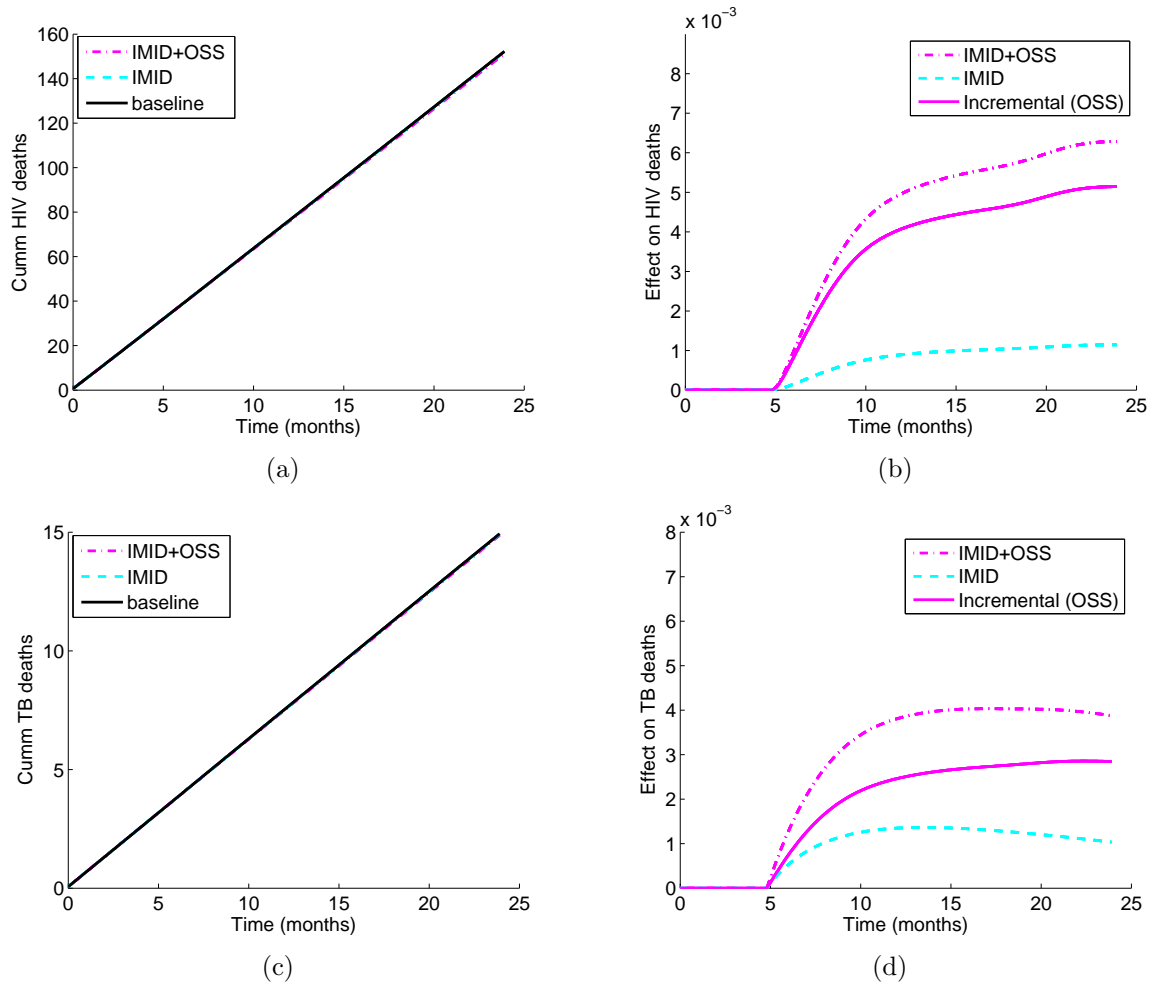 160
140
120
100
80
60
40
20
0
Cumm HIV deaths
IMID+OSS
IMID
baseline
0 5 10 15 20 25
Time (months)
(a)
x 10⁻³
8
7
6
5
4
3
2
1
0
Effect on HIV deaths
IMID+OSS
IMID
Incremental (OSS)
0 5 10 15 20 25
Time (months)
(b)
15
10
5
0
Cumm TB deaths
IMID+OSS
IMID
baseline
0 5 10 15 20 25
Time (months)
(c)
x 10⁻³
8
7
6
5
4
3
2
1
0
Effect on TB deaths
IMID+OSS
IMID
Incremental (OSS)
0 5 10 15 20 25
Time (months)
(d)